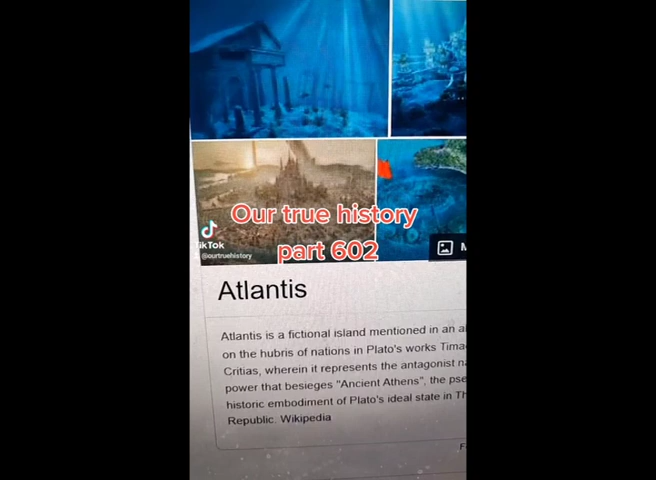 Our true history
part 602
TikTok
@ourtruehistory
M
Atlantis
Atlantis is a fictional island mentioned in an al
on the hubris of nations in Plato's works Tima
Critias, wherein it represents the antagonist na
power that besieges "Ancient Athens", the pse
historic embodiment of Plato's ideal state in Th
Republic. Wikipedia
F